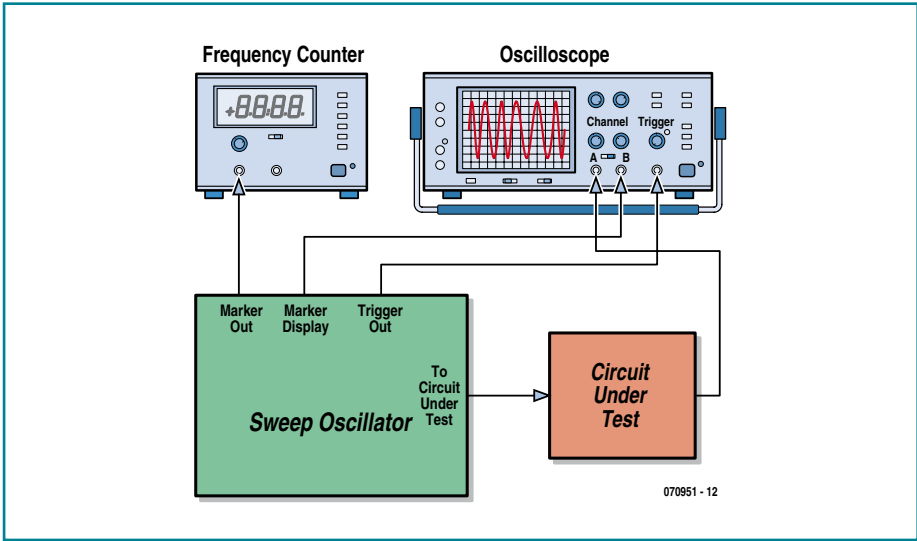 Frequency Counter
Oscilloscope
+8.8.8.8.
Channel
Trigger
A
B
Marker
Out
Marker
Display
Trigger
Out
To
Circuit
Under
Test
Sweep Oscillator
Circuit
Under
Test
070951 - 12